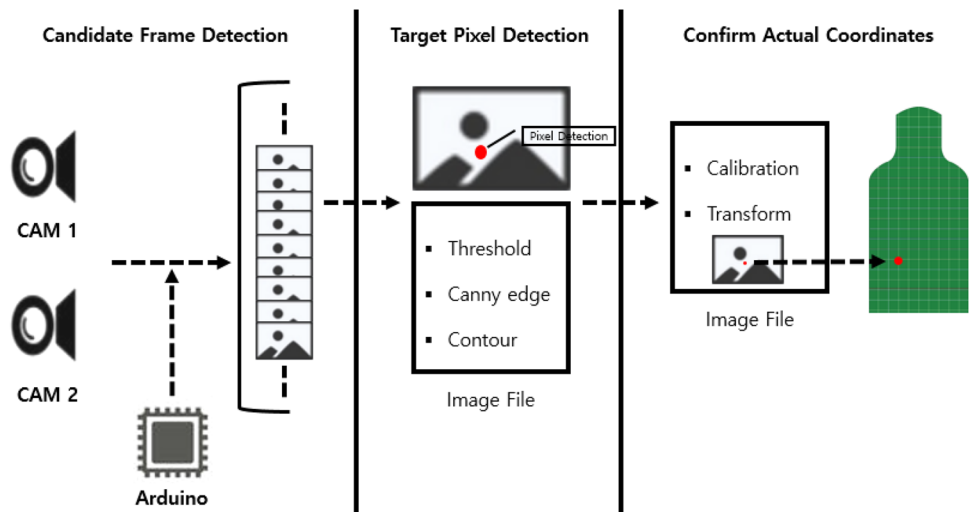 Candidate Frame Detection
CAM 1
CAM 2
Arduino
Target Pixel Detection
Pixel Detection
▪ Threshold
▪ Canny edge
▪ Contour
Image File
Confirm Actual Coordinates
▪ Calibration
▪ Transform
Image File